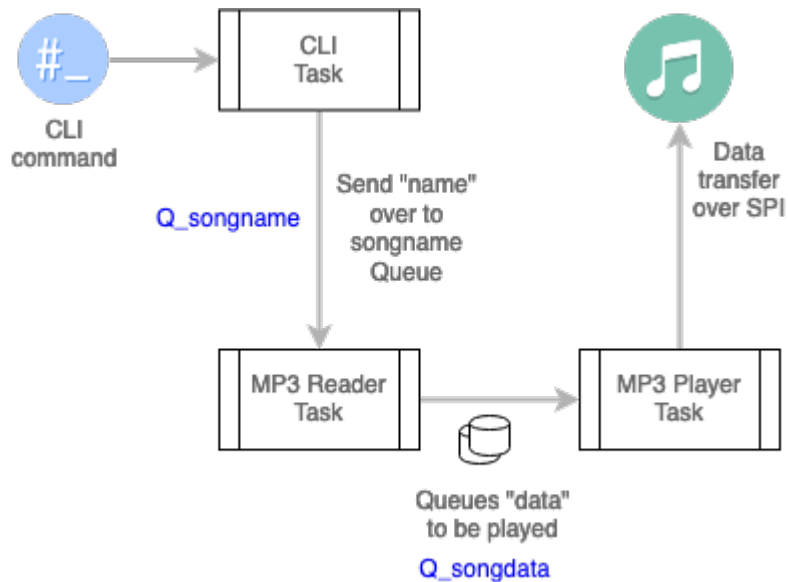 #_
CLI
command
CLI
Task
Q_songname
Send "name"
over to
songname
Queue
Data
transfer
over SPI
MP3 Reader
Task
MP3 Player
Task
Queues "data"
to be played
Q_songdata